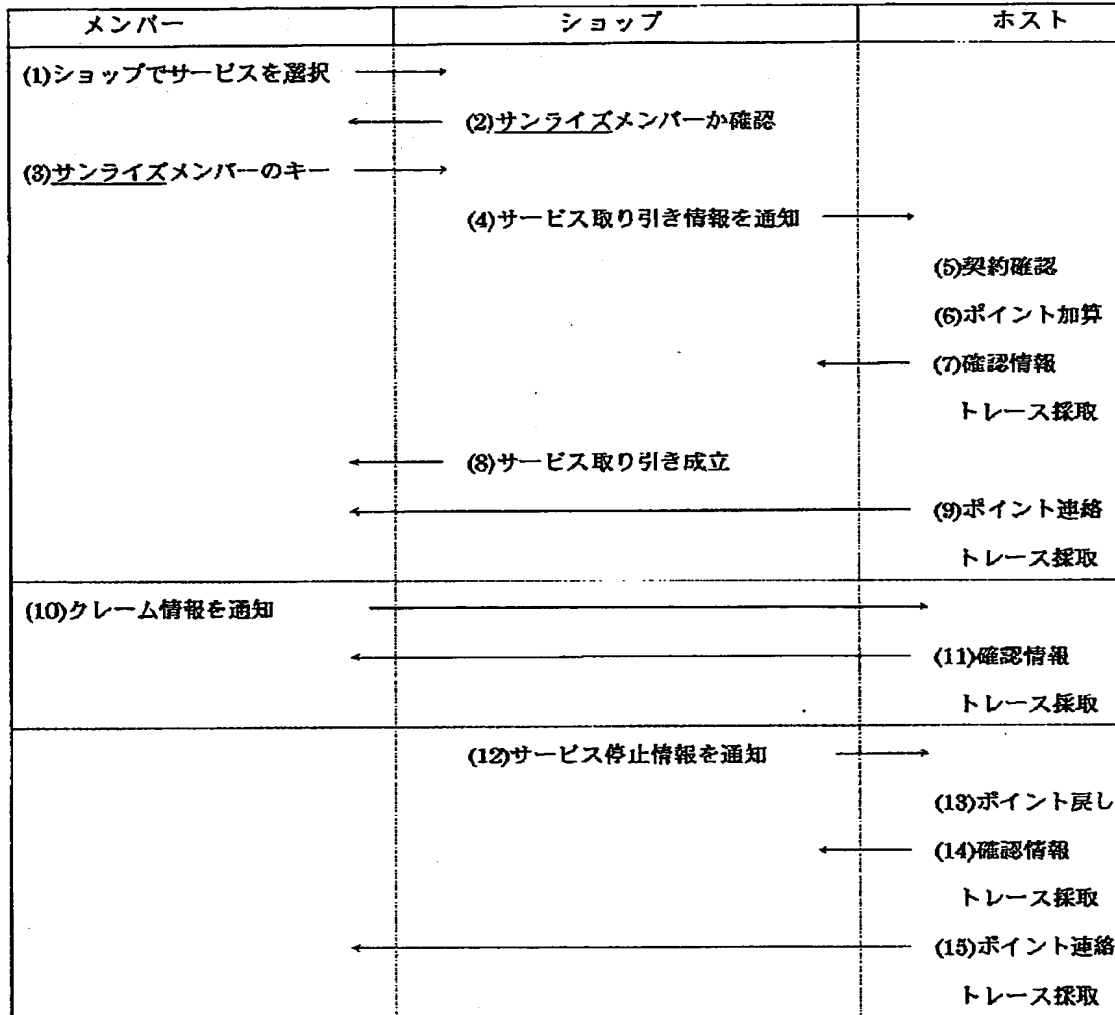 メンバー ショップ ホスト
(1)ショップでサービスを選択
(2)サンライズメンバーか確認
(3)サンライズメンバーのキー
(4)サービス取り引き情報を通知
(5)契約確認
(6)ポイント加算
(7)確認情報
トレース採取
(8)サービス取り引き成立
(9)ポイント連絡
トレース採取
(10)クレーム情報を通知
(11)確認情報
トレース採取
(12)サービス停止情報を通知
(13)ポイント戻し
(14)確認情報
トレース採取
(15)ポイント連絡
トレース採取